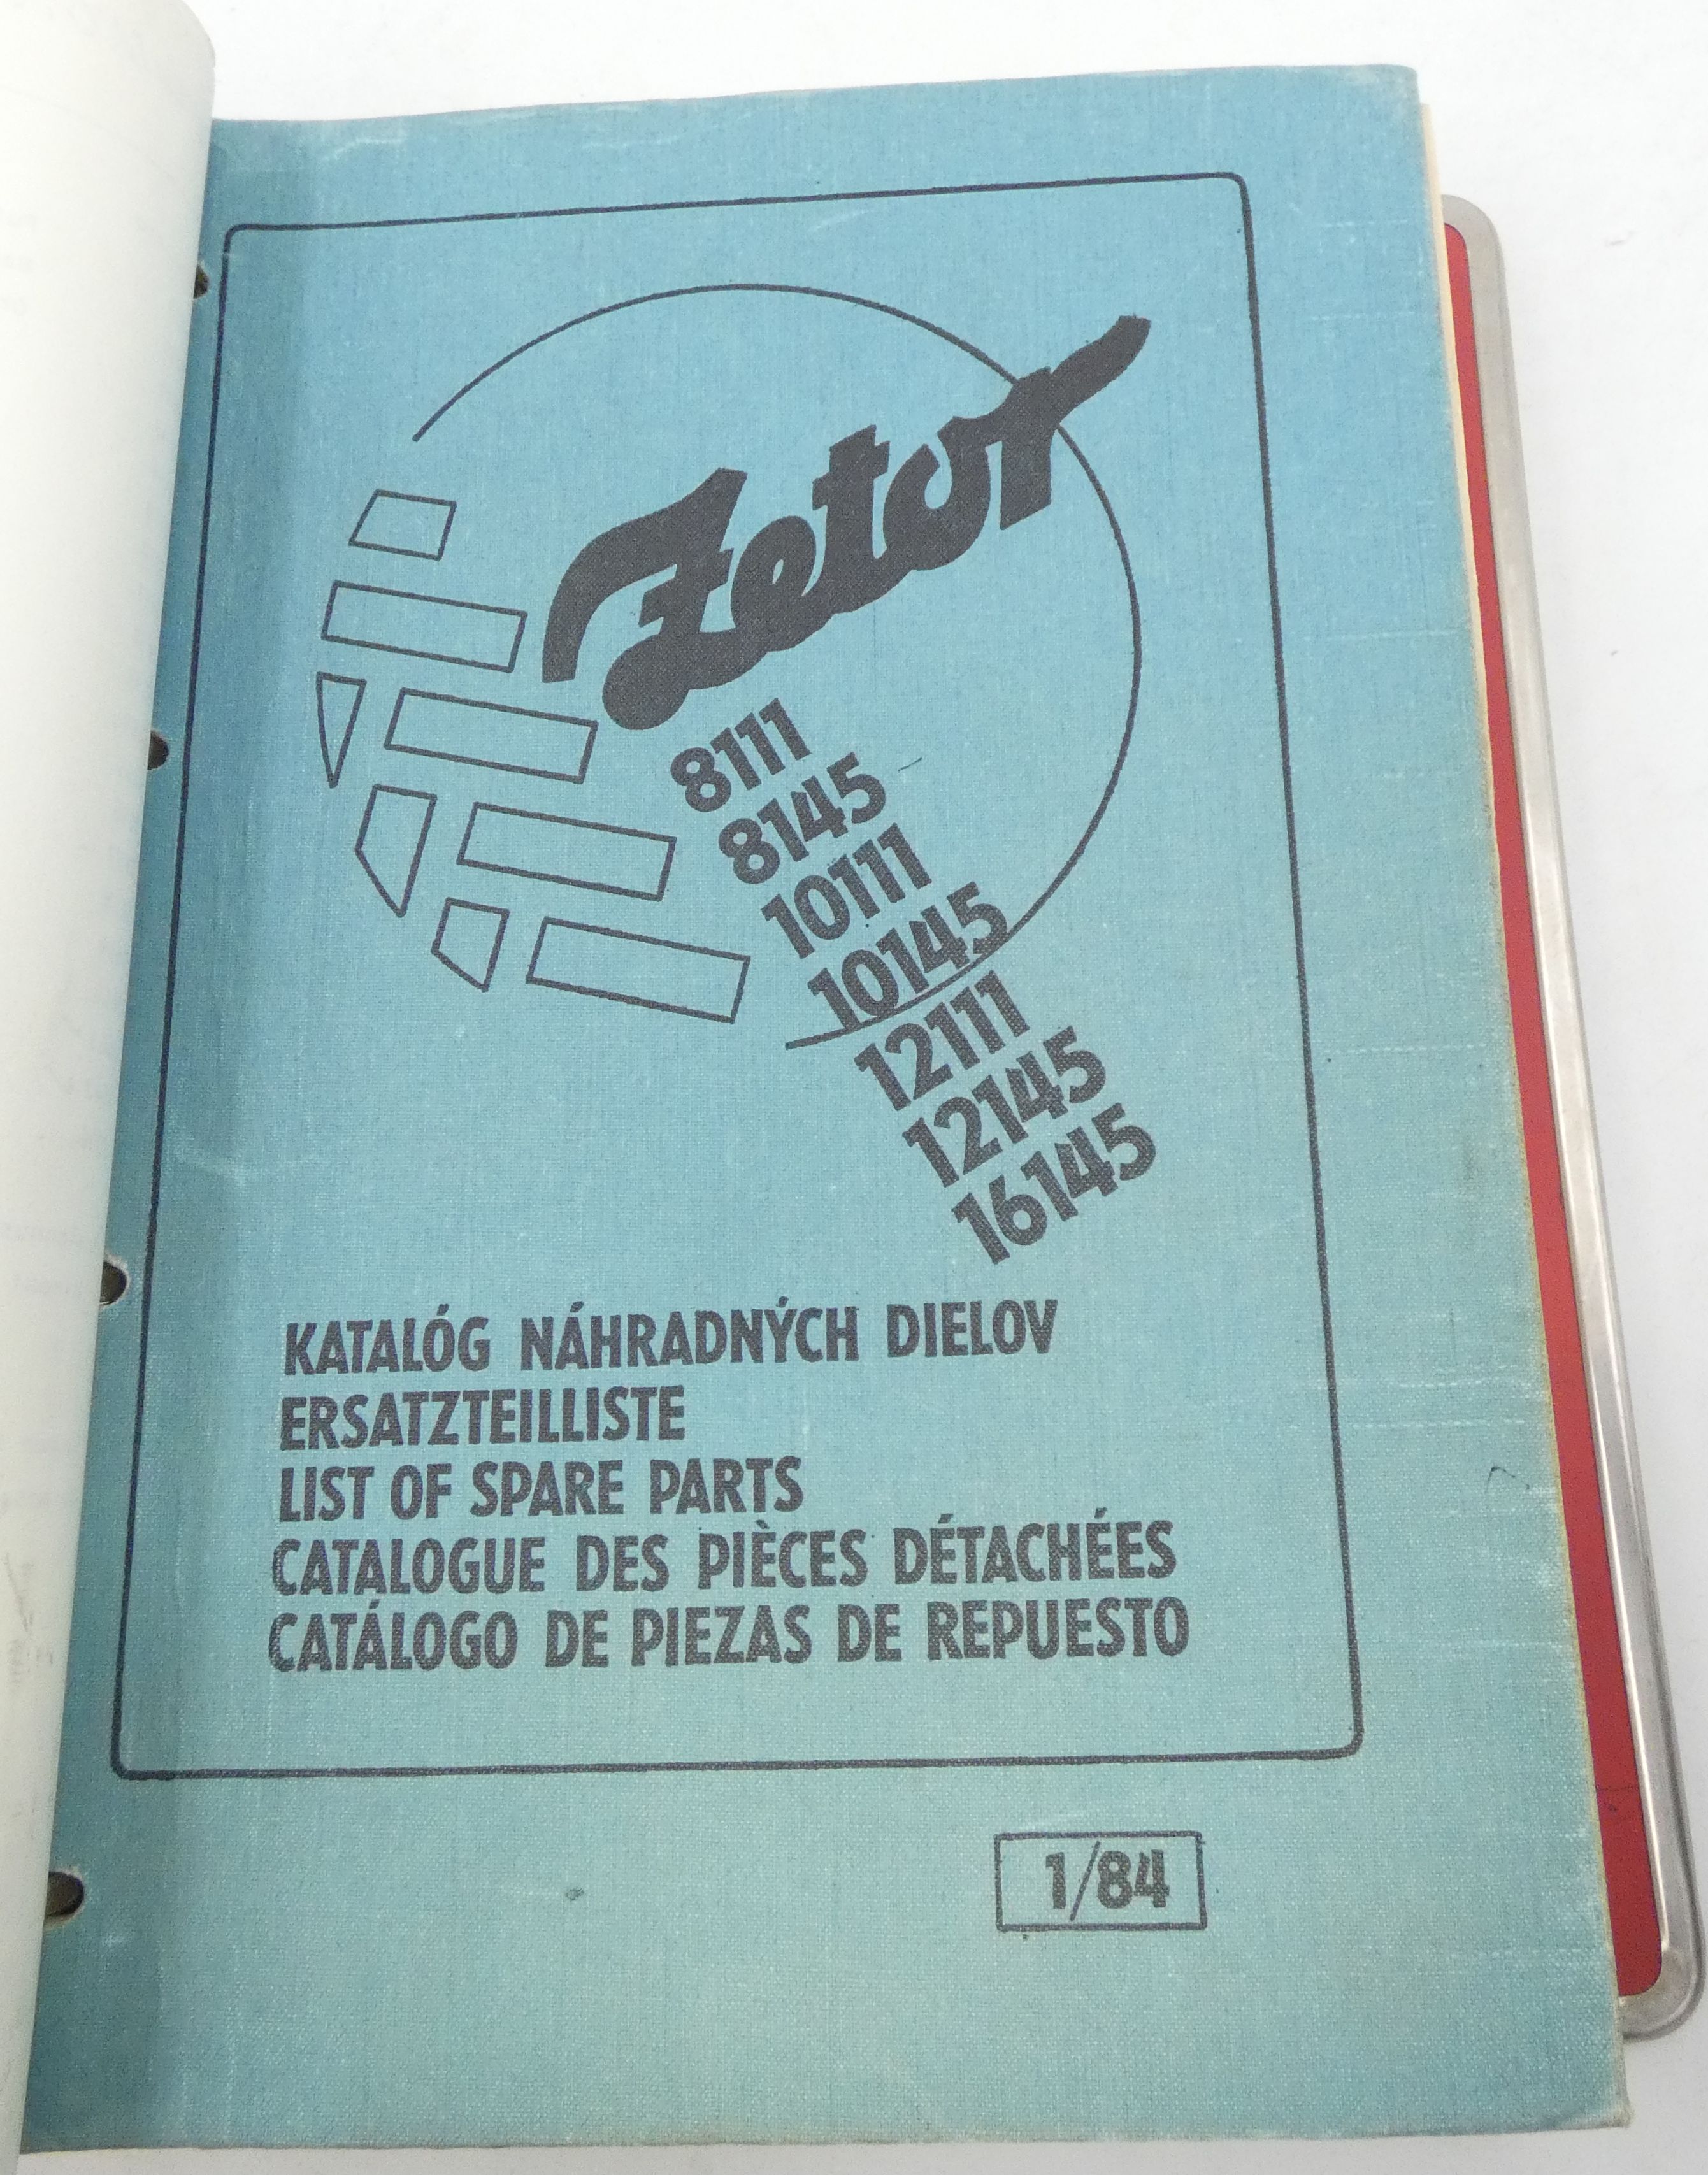 Zetor
8111
8145
10111
10145
12111
12145
16145
KATALÓG NÁHRADNÝCH DIELOV
ERSATZTEILLISTE
LIST OF SPARE PARTS
CATALOGUE DES PIÈCES DÉTACHÉES
CATÁLOGO DE PIEZAS DE REPUESTO
1/84